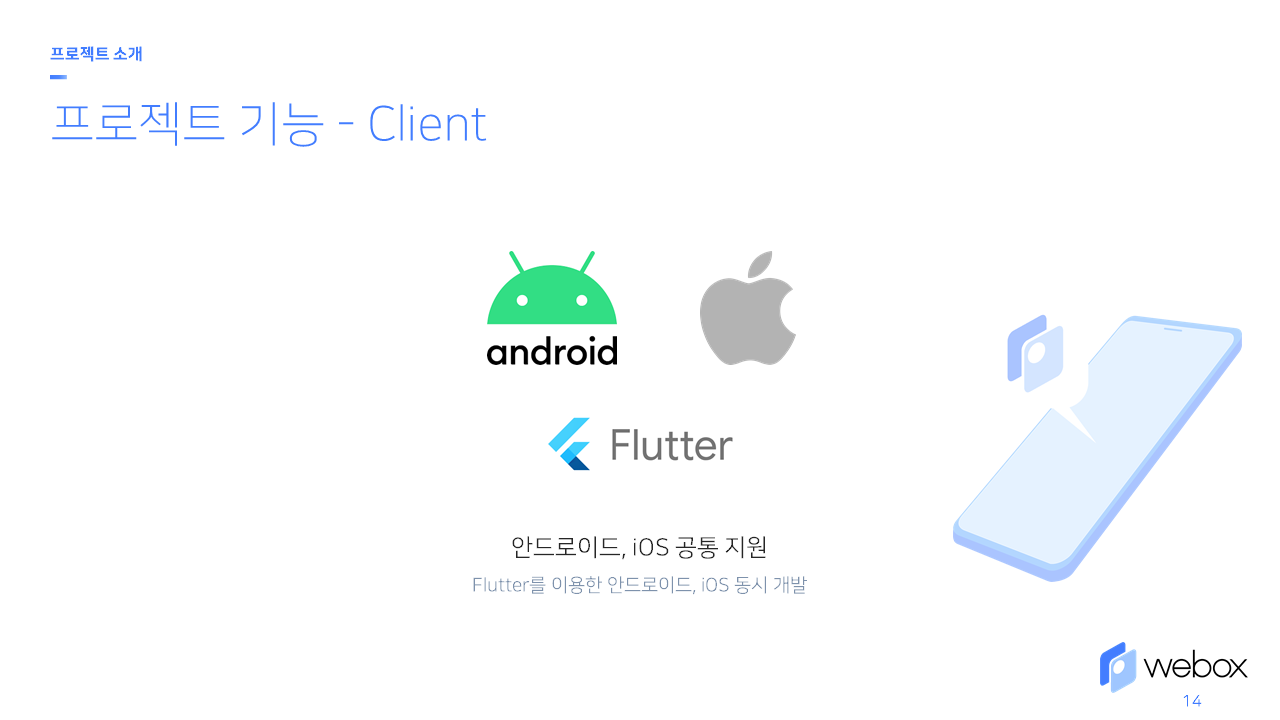 프로젝트 소개
프로젝트 기능 - Client
android
Flutter
안드로이드, iOS 공통 지원
Flutter를 이용한 안드로이드, iOS 동시 개발
webox
14